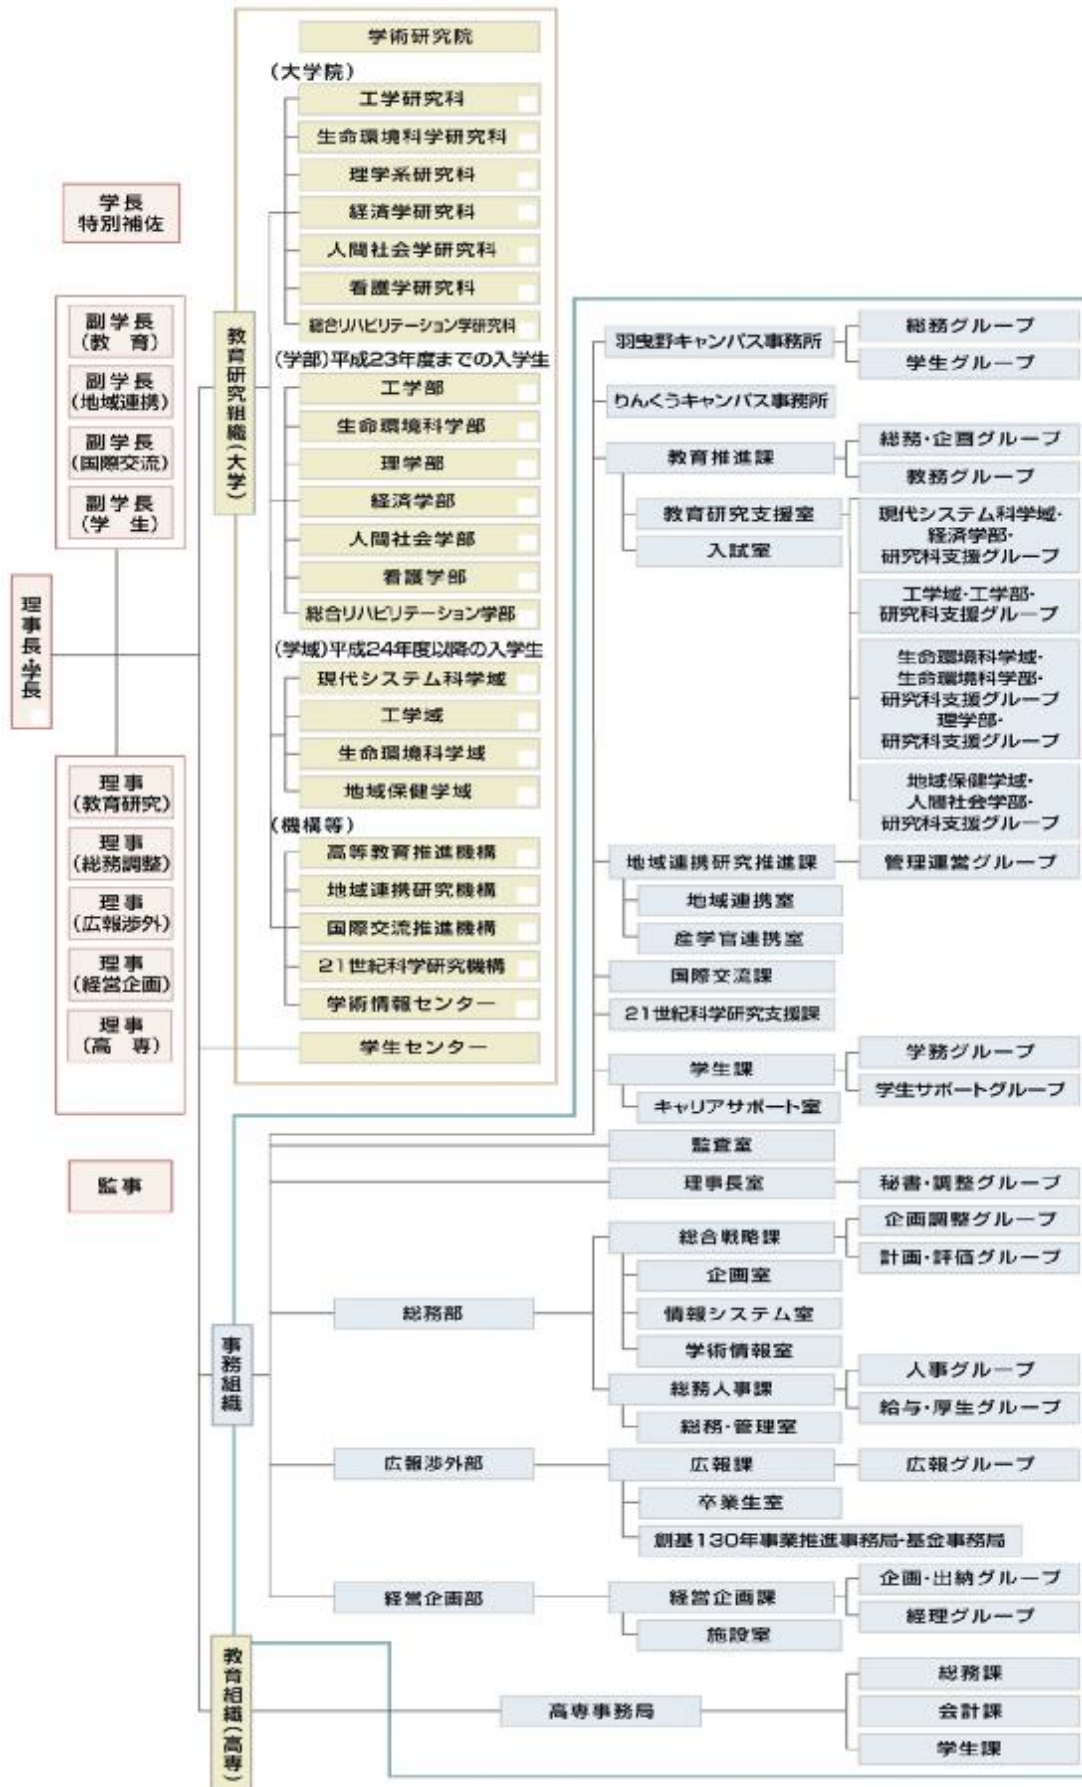 学長
特別補佐
副学長
(教　育)
副学長
(地域連携)
副学長
(国際交流)
副学長
(学　生)
理事長・学長
理事
(教育研究)
理事
(総務調整)
理事
(広報渉外)
理事
(経営企画)
理事
(高　専)
監事
教育研究組織(大学)
学術研究院
(大学院)
工学研究科
生命環境科学研究科
理学系研究科
経済学研究科
人間社会学研究科
看護学研究科
総合リハビリテーション学研究科
(学部)平成23年度までの入学生
工学部
生命環境科学部
理学部
経済学部
人間社会学部
看護学部
総合リハビリテーション学部
(学域)平成24年度以降の入学生
現代システム科学域
工学域
生命環境科学域
地域保健学域
(機構等)
高等教育推進機構
地域連携研究機構
国際交流推進機構
21世紀科学研究機構
学術情報センター
学生センター
事務組織
羽曳野キャンパス事務所
総務グループ
学生グループ
りんくうキャンパス事務所
教育推進課
総務・企画グループ
教務グループ
教育研究支援室
入試室
現代システム科学域・
経済学部・
研究科支援グループ
工学域・工学部・
研究科支援グループ
生命環境科学域・
生命環境科学部・
研究科支援グループ
理学部・
研究科支援グループ
地域保健学域・
人間社会学部・
研究科支援グループ
地域連携研究推進課
管理運営グループ
地域連携室
産学官連携室
国際交流課
21世紀科学研究支援課
学生課
学務グループ
学生サポートグループ
キャリアサポート室
監査室
理事長室
秘書・調整グループ
総務部
総合戦略課
企画調整グループ
計画・評価グループ
企画室
情報システム室
学術情報室
総務人事課
人事グループ
給与・厚生グループ
総務・管理室
広報渉外部
広報課
広報グループ
卒業生室
創基130年事業推進事務局・基金事務局
経営企画部
経営企画課
企画・出納グループ
経理グループ
施設室
教育組織(高専)
高専事務局
総務課
会計課
学生課